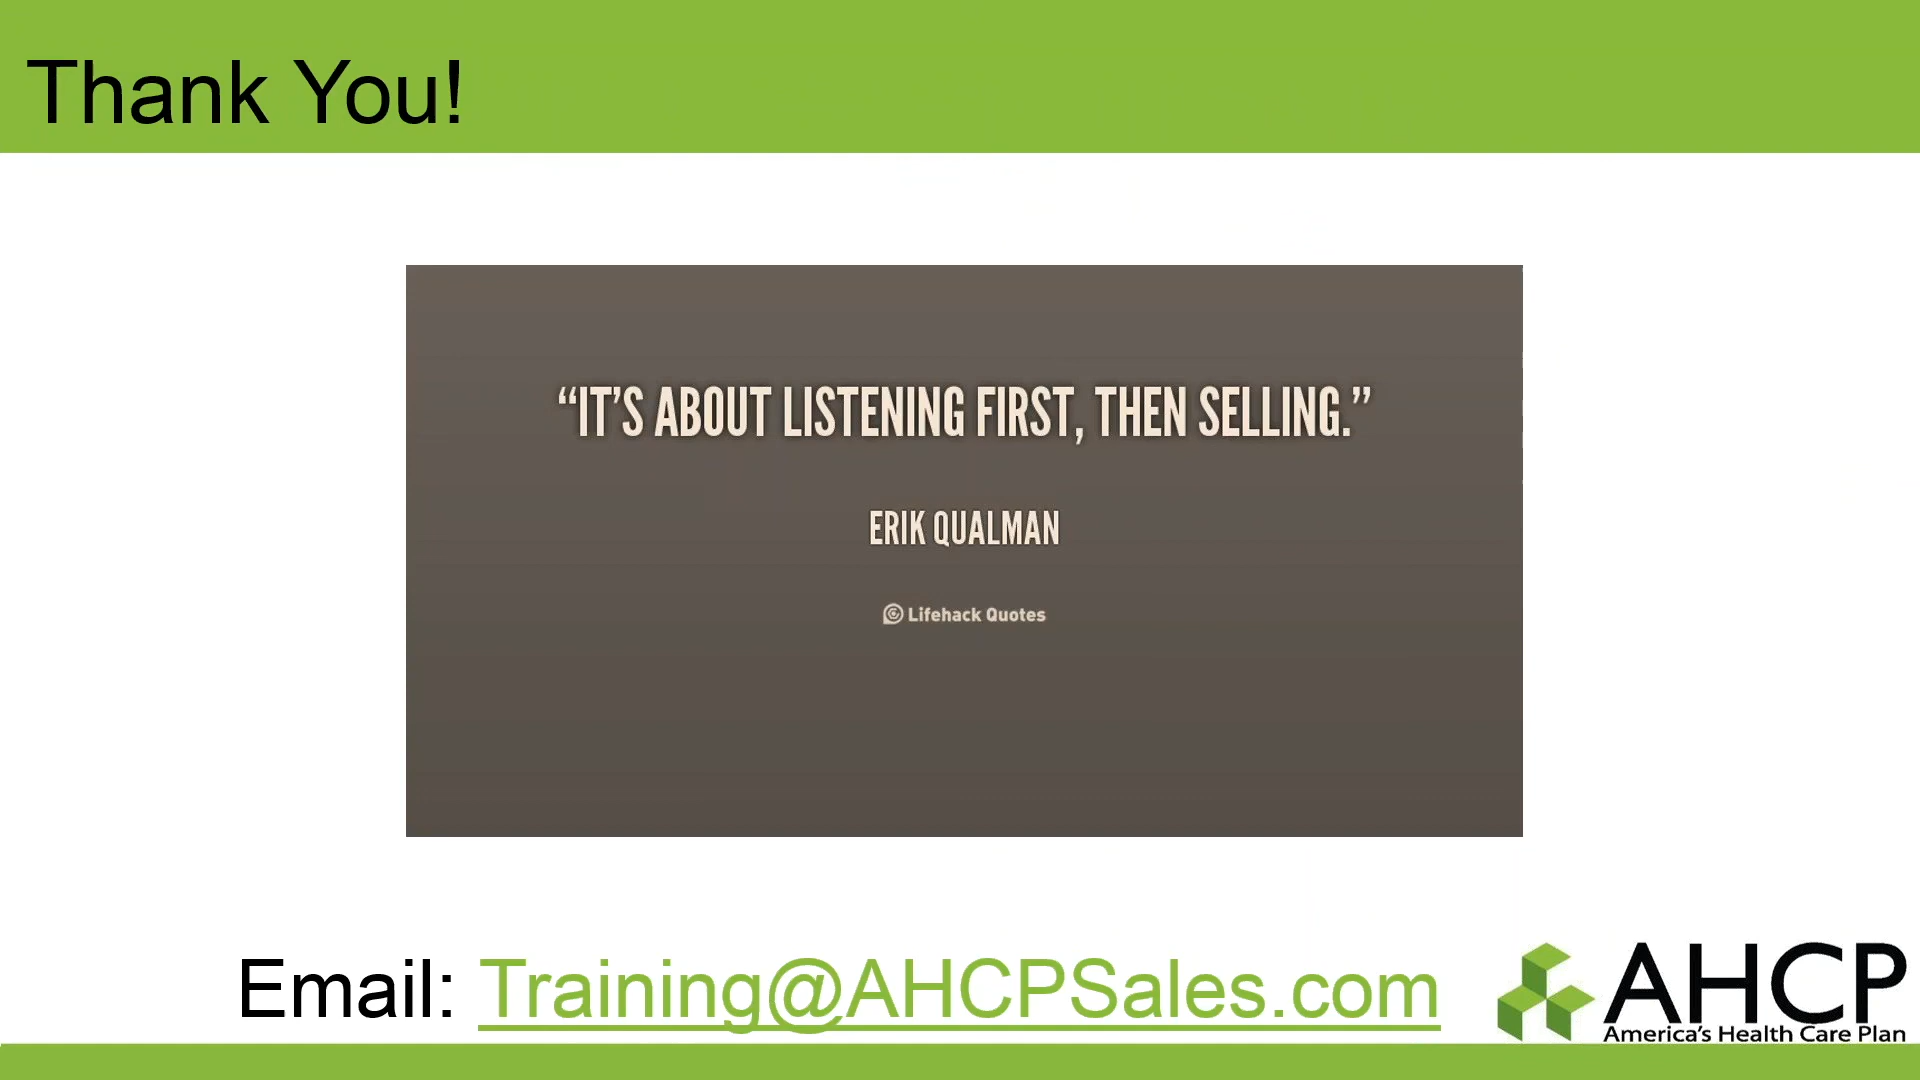 Thank You!
“IT’S ABOUT LISTENING FIRST, THEN SELLING.”
ERIK QUALMAN
Lifehack Quotes
Email: Training@AHCPSales.com
AHCP
America’s Health Care Plan